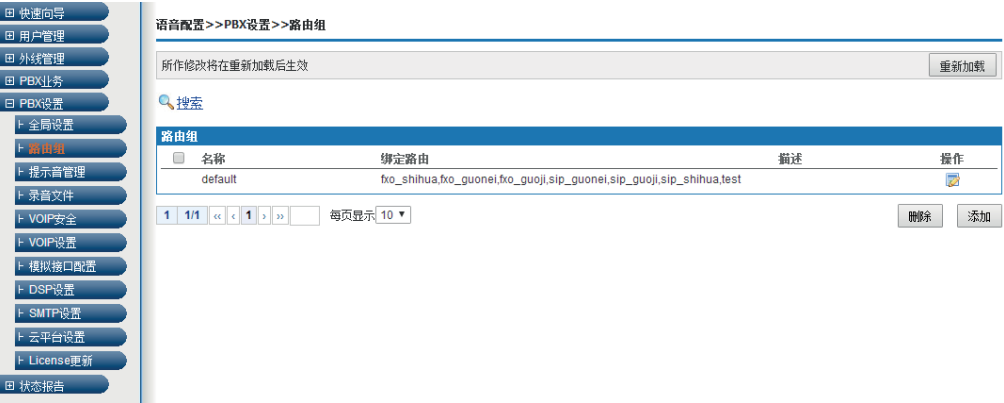 快速向导
用户管理
外线管理
PBX业务
PBX设置
全局设置
路由组
提示音管理
录音文件
VOIP安全
VOIP设置
模拟接口配置
DSP设置
SMTP设置
云平台设置
License更新
状态报告
语音配置>>PBX设置>>路由组
所作修改将在重新加载后生效 重新加载
搜索
路由组
名称 绑定路由 描述 操作
default fxo_shihua,fxo_guonei,fxo_guoji,sip_guonei,sip_guoji,sip_shihua,test
1 1/1 ‹‹ ‹ 1 › ›› 每页显示 10 ▼ 删除 添加